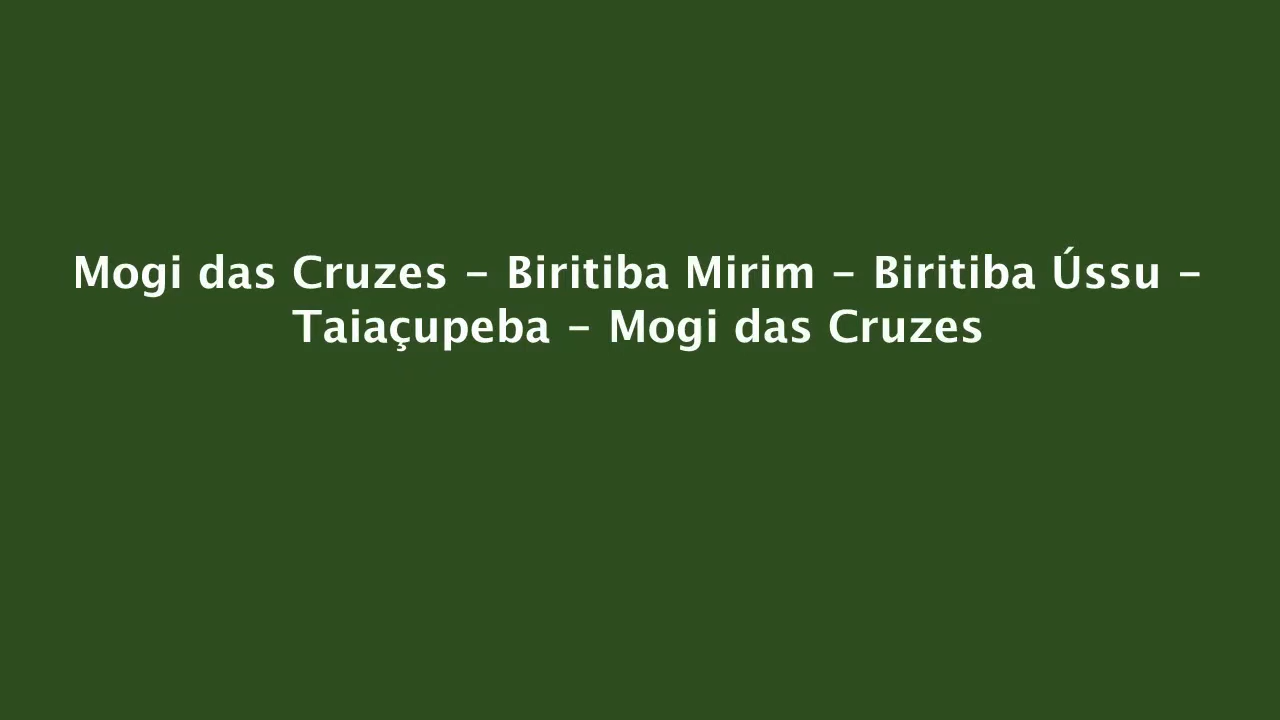 Mogi das Cruzes - Biritiba Mirim - Biritiba Ússu -
Taiaçupeba - Mogi das Cruzes